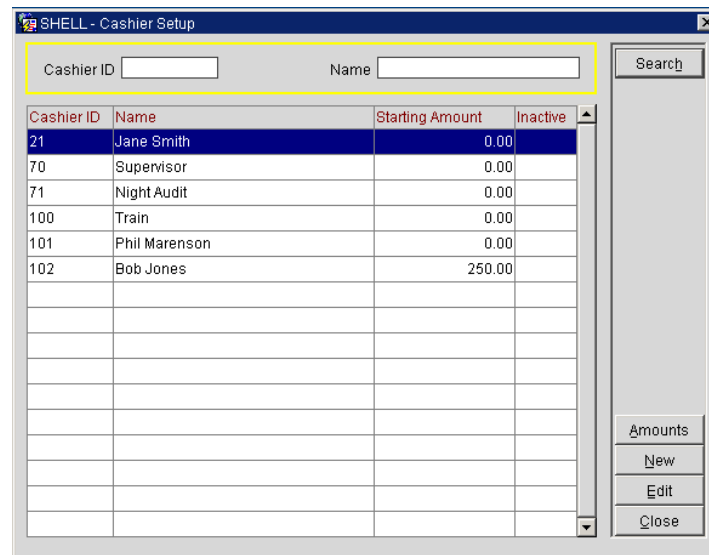 SHELL - Cashier Setup
Cashier ID Name Search
Cashier ID Name Starting Amount Inactive
21 Jane Smith 0.00
70 Supervisor 0.00
71 Night Audit 0.00
100 Train 0.00
101 Phil Marenson 0.00
102 Bob Jones 250.00
Amounts
New
Edit
Close